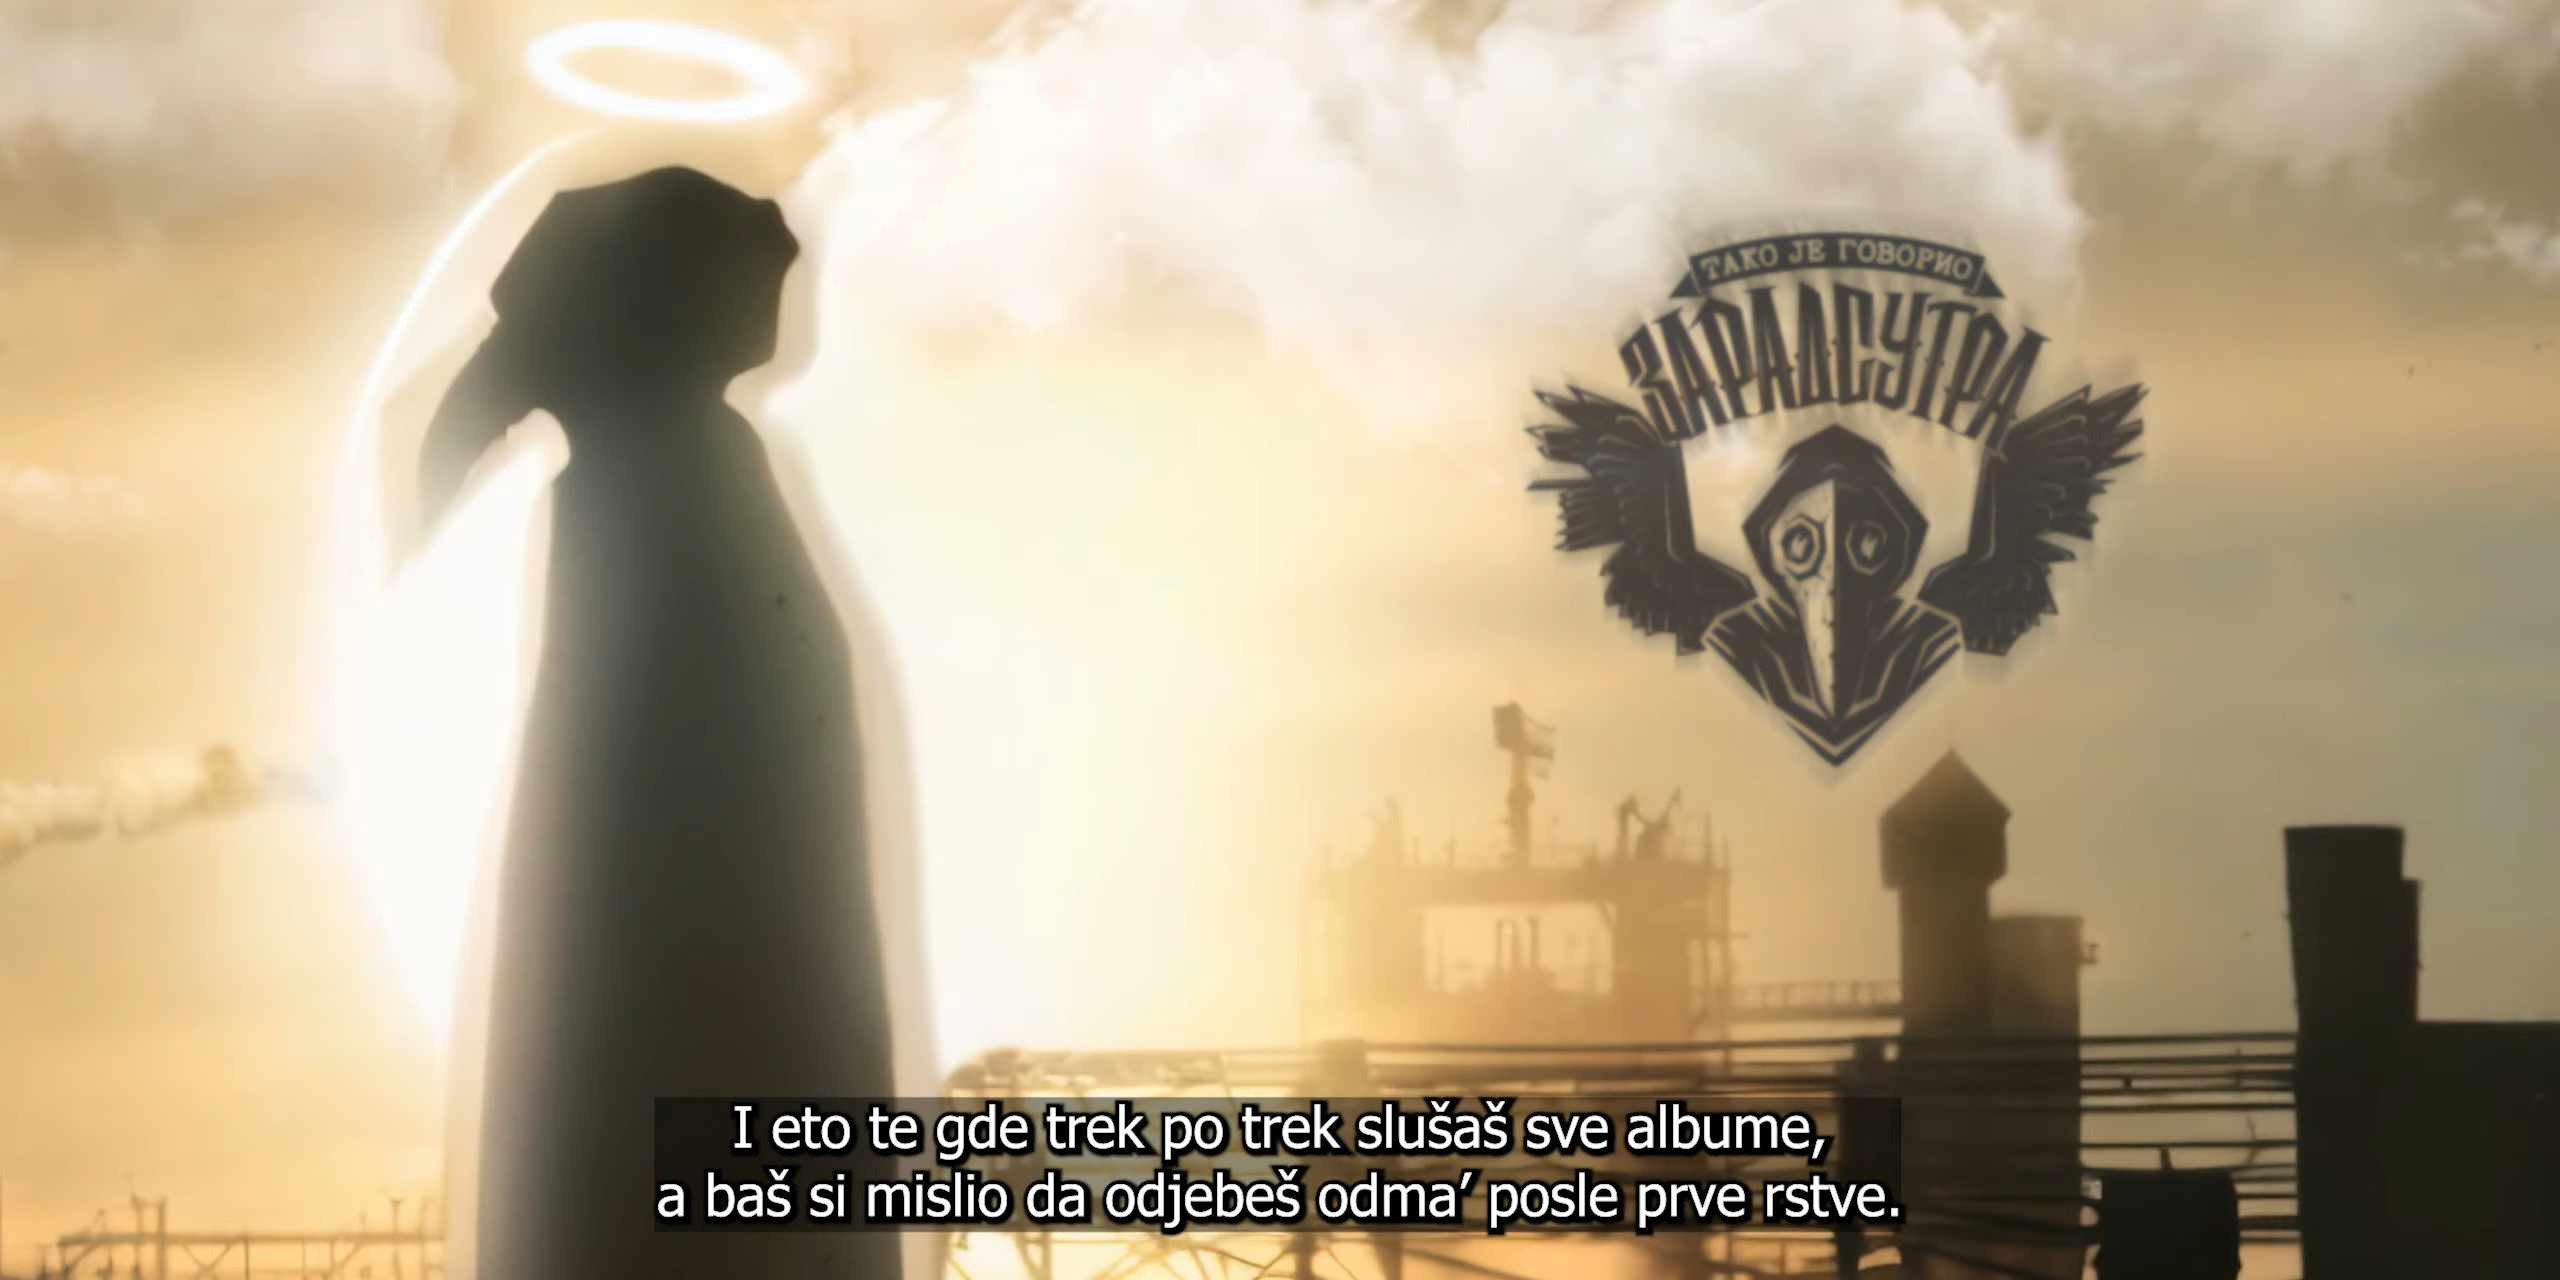 ТАКО ЈЕ ГОВОРИО
ЗАРАДСУТРА
I eto te gde trek po trek slušaš sve albume,
a baš si mislio da odjebeš odma’ posle prve rstve.